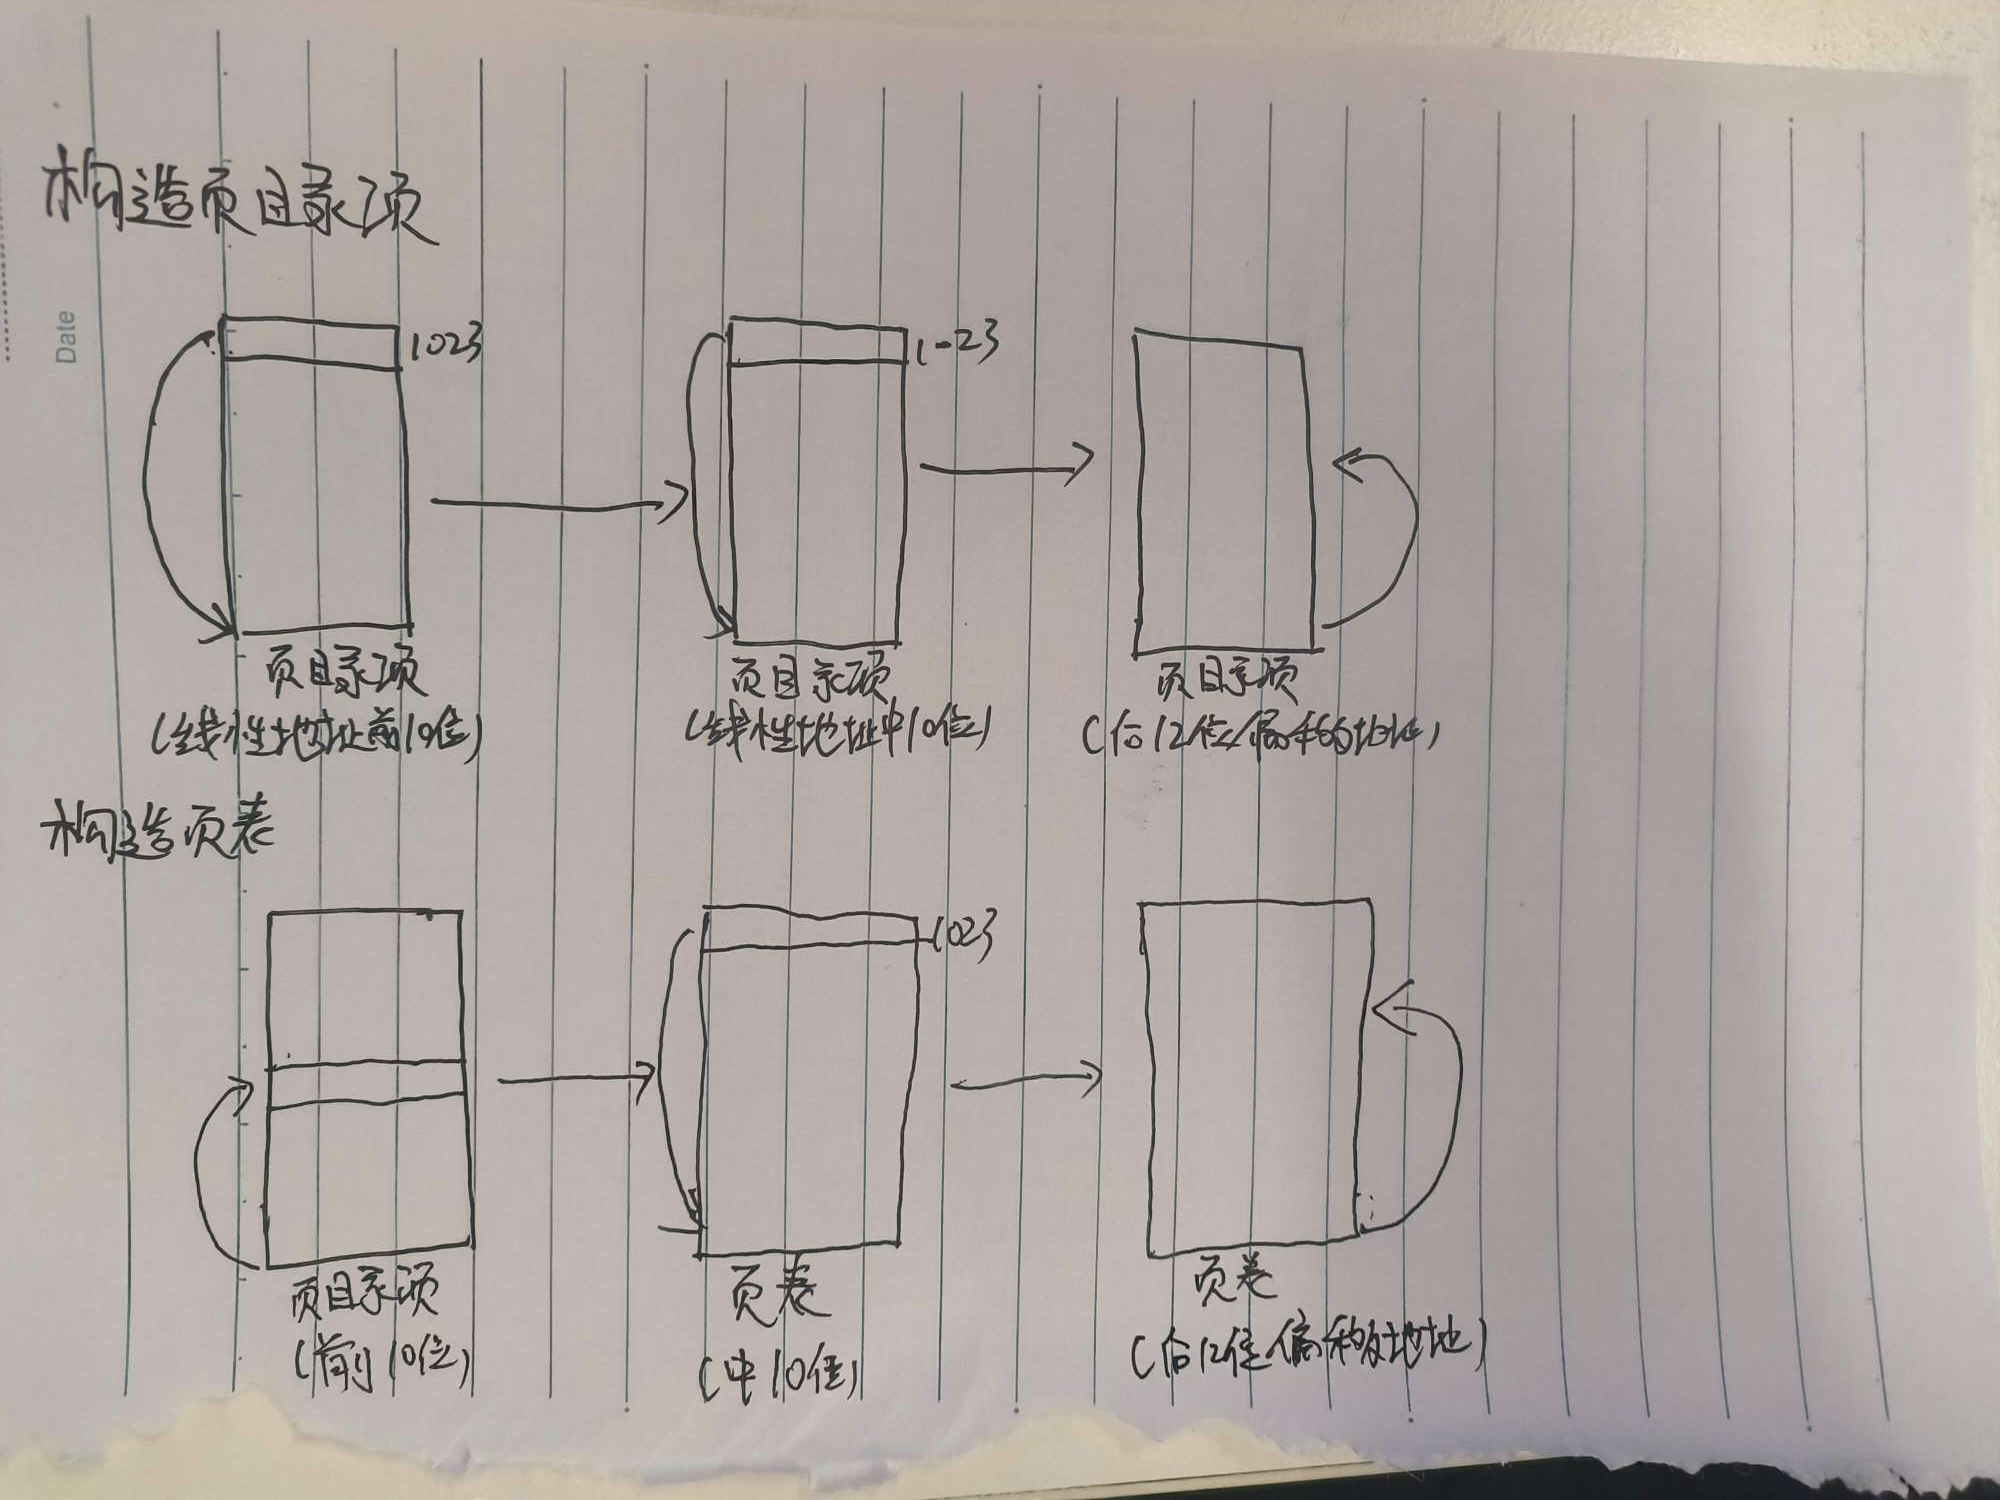 Date
构造页目录项
1023
1023
页目录项
页目录项
页目录项
(线性地址前10位)
(线性地址中10位)
(后12位偏移地址)
构造页表
1023
页目录项
页表
页表
(前10位)
(中10位)
(后12位偏移地址)